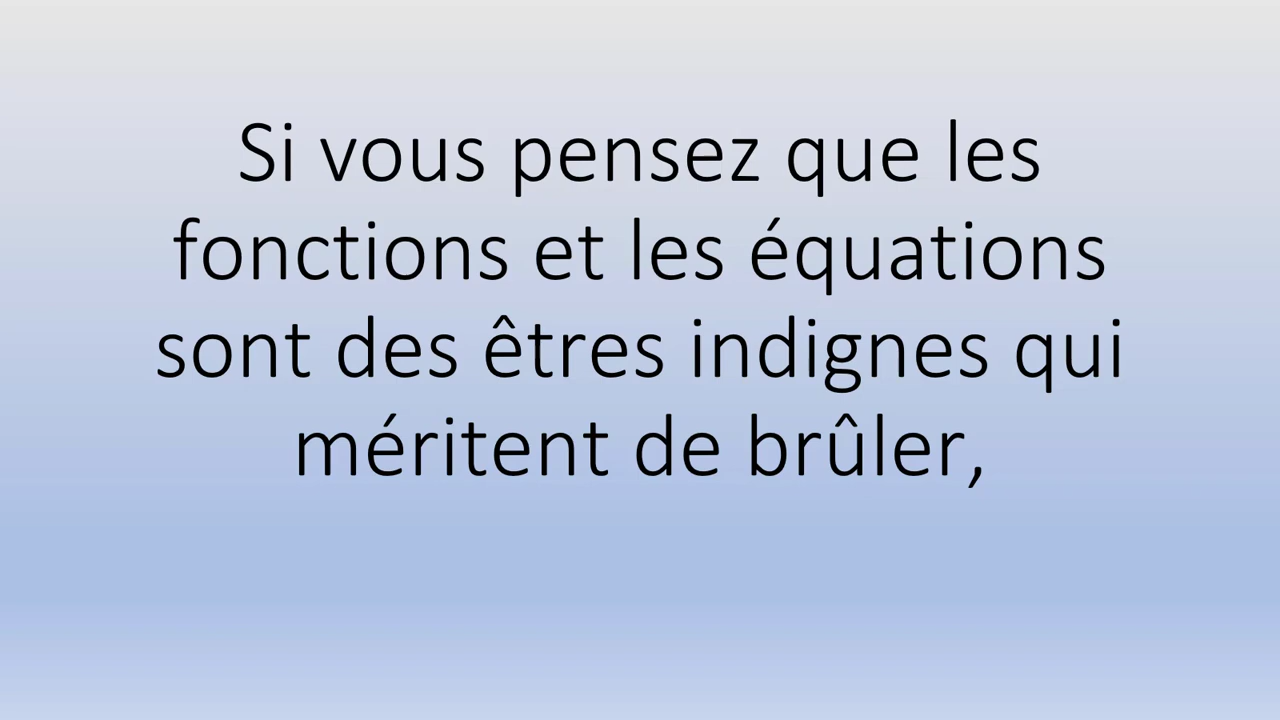 Si vous pensez que les
fonctions et les équations
sont des êtres indignes qui
méritent de brûler,